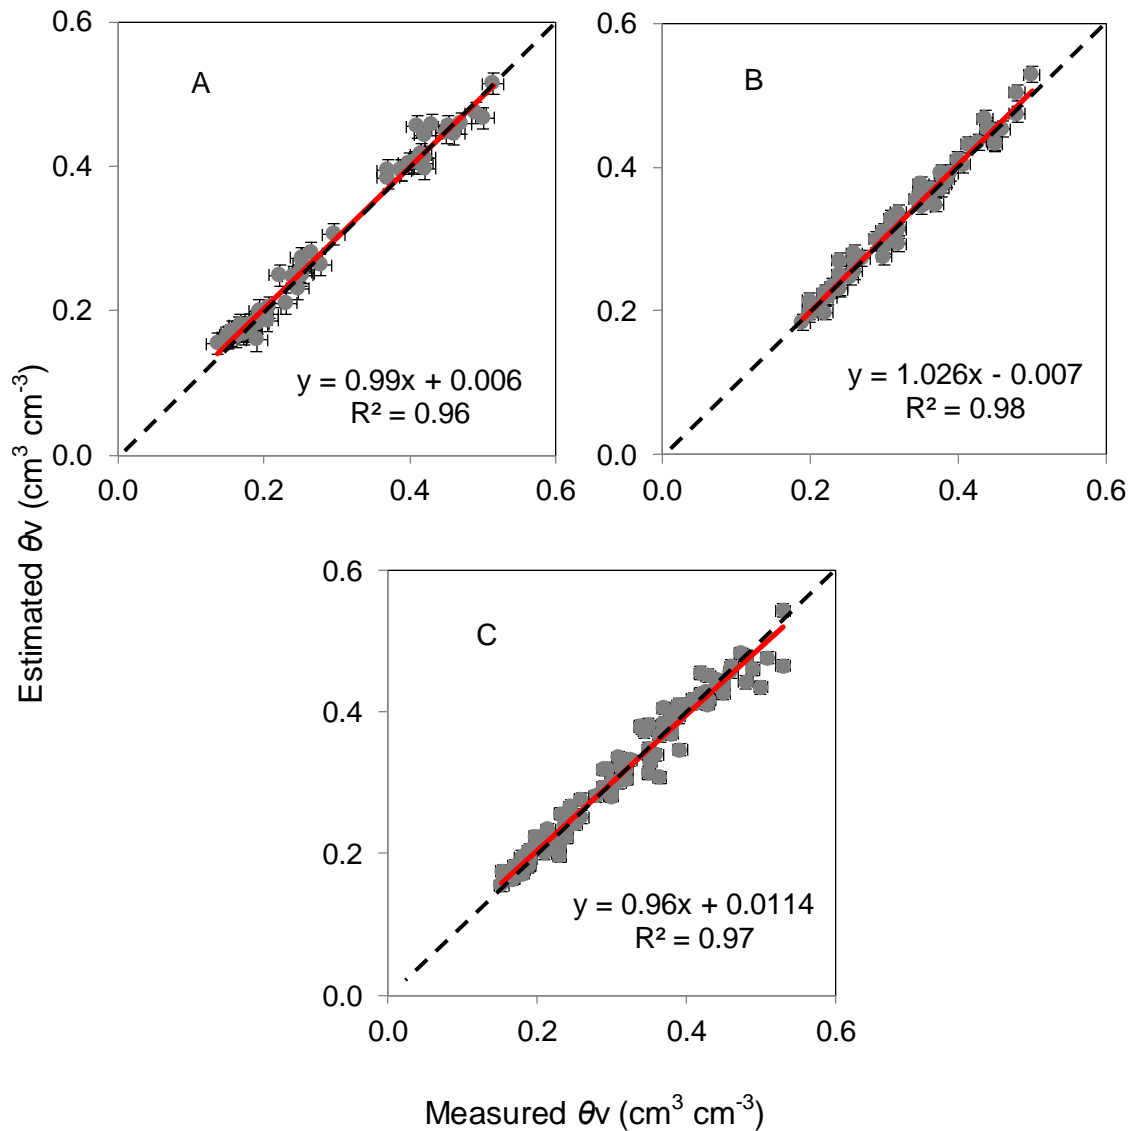 0.6
0.4
0.2
0.0
0.0 0.2 0.4 0.6
A
y = 0.99x + 0.006
R² = 0.96
0.6
0.4
0.2
0.0
0.0 0.2 0.4 0.6
B
y = 1.026x - 0.007
R² = 0.98
Estimated θv (cm³ cm⁻³)
0.6
0.4
0.2
0.0
0.0 0.2 0.4 0.6
C
y = 0.96x + 0.0114
R² = 0.97
Measured θv (cm³ cm⁻³)